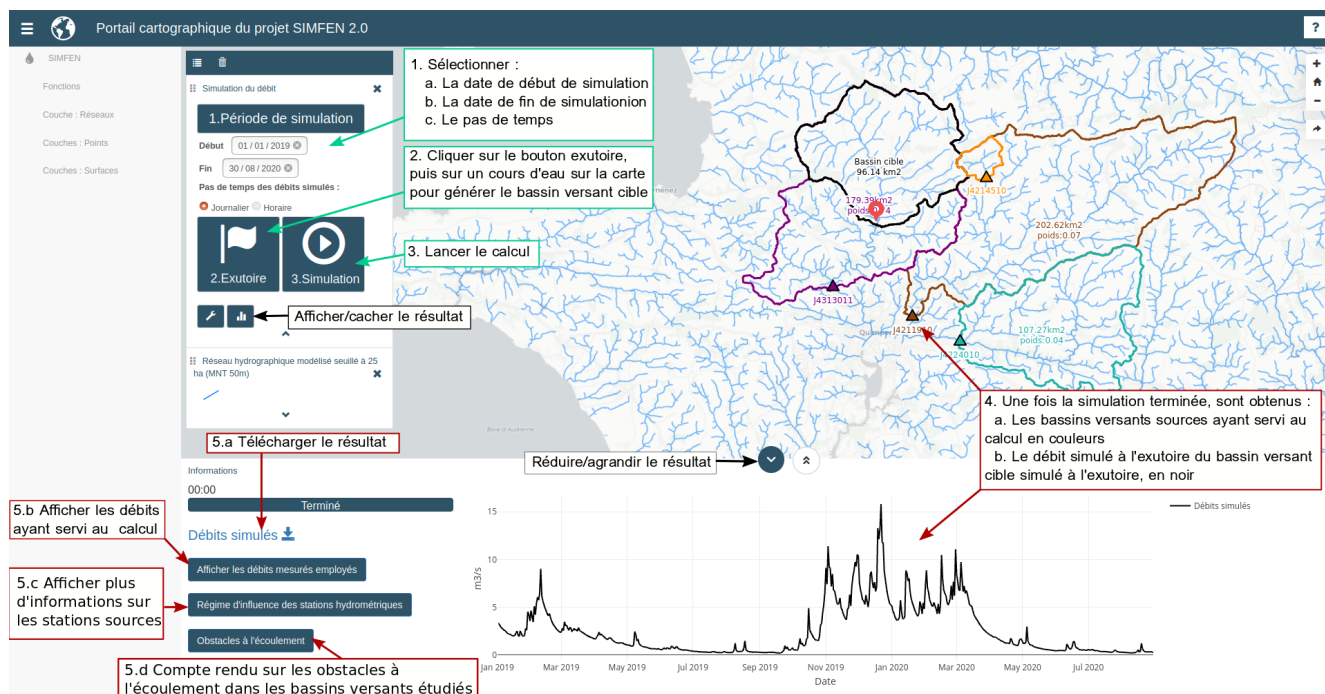 Portail cartographique du projet SIMFEN 2.0
?
SIMFEN
Fonctions
Couche : Réseaux
Couches : Points
Couches : Surfaces
Simulation du débit
1.Période de simulation
Début 01 / 01 / 2019
Fin 30 / 08 / 2020
Pas de temps des débits simulés :
Journalier Horaire
2.Exutoire
3.Simulation
Afficher/cacher le résultat
Réseau hydrographique modélisé seuillé à 25
ha (MNT 50m)
1. Sélectionner :
a. La date de début de simulation
b. La date de fin de simulationion
c. Le pas de temps
2. Cliquer sur le bouton exutoire,
puis sur un cours d'eau sur la carte
pour générer le bassin versant cible
3. Lancer le calcul
Bassin cible
96.14 km2
J4214510
179.39km2
202.62km2
poids:0.07
J4313011
107.27km2
poids:0.04
Baie d'Audierne
4. Une fois la simulation terminée, sont obtenus :
a. Les bassins versants sources ayant servi au
calcul en couleurs
b. Le débit simulé à l'exutoire du bassin versant
cible simulé à l'exutoire, en noir
Réduire/agrandir le résultat
5.a Télécharger le résultat
Informations
00:00
Terminé
Débits simulés
5.b Afficher les débits
ayant servi au calcul
Afficher les débits mesurés employés
5.c Afficher plus
d'informations sur
les stations sources
Régime d'influence des stations hydrométriques
Obstacles à l'écoulement
5.d Compte rendu sur les obstacles à
l'écoulement dans les bassins versants étudiés
Débits simulés
m3/s
15
10
5
0
Jan 2019 Mar 2019 May 2019 Jul 2019 Sep 2019 Nov 2019 Jan 2020 Mar 2020 May 2020 Jul 2020
Date